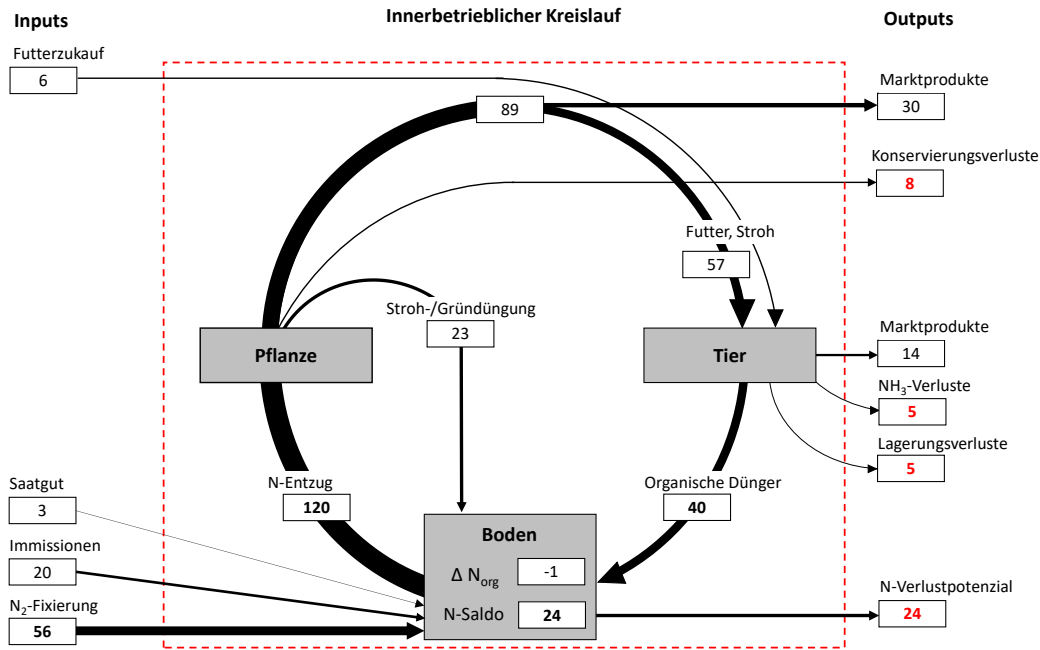 Inputs
Innerbetrieblicher Kreislauf
Outputs
Futterzukauf
6
89
Marktprodukte
30
Konservierungsverluste
8
Futter, Stroh
57
Stroh-/Gründüngung
23
Pflanze
Tier
Marktprodukte
14
NH₃-Verluste
5
Lagerungsverluste
5
N-Entzug
120
Organische Dünger
40
Saatgut
3
Immissionen
20
N₂-Fixierung
56
Boden
Δ N_org -1
N-Saldo 24
N-Verlustpotenzial
24